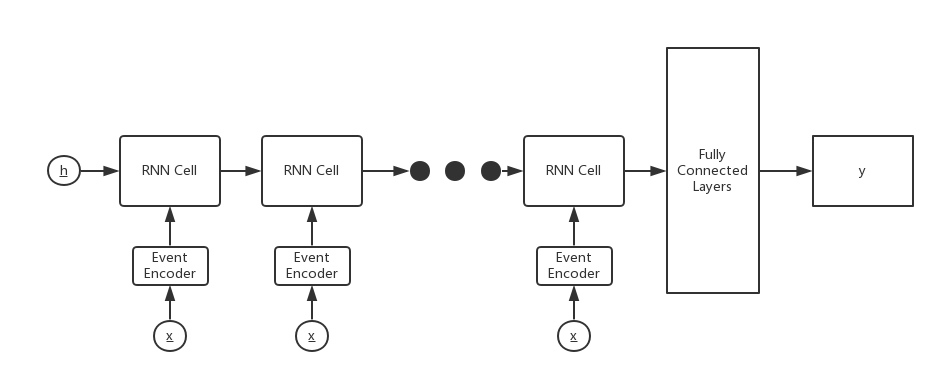 h
RNN Cell
RNN Cell
RNN Cell
Fully
Connected
Layers
y
Event
Encoder
Event
Encoder
Event
Encoder
x
x
x